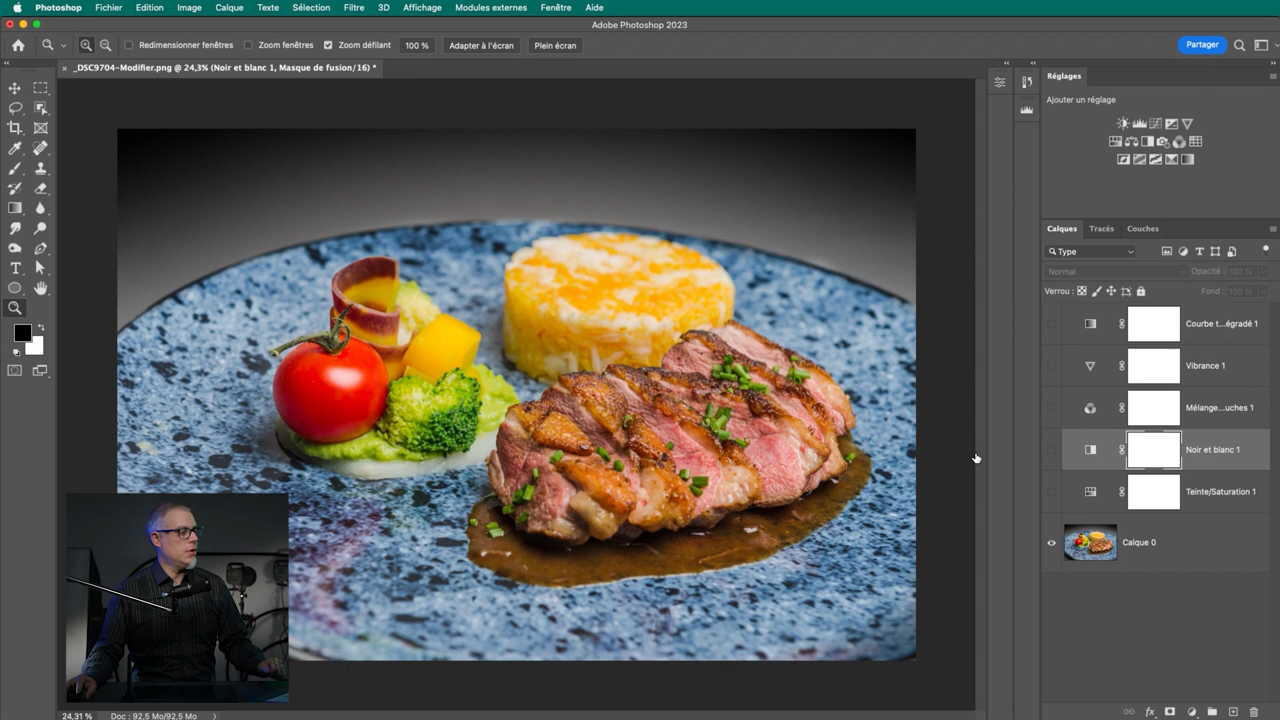 Photoshop Fichier Edition Image Calque Texte Sélection Filtre 3D Affichage Modules externes Fenêtre Aide
Adobe Photoshop 2023
Redimensionner fenêtres Zoom fenêtres Zoom défilant 100 % Adapter à l'écran Plein écran Partager
× _DSC9704-Modifier.png @ 24,3% (Noir et blanc 1, Masque de fusion/16) *
Réglages
Ajouter un réglage
Calques Tracés Couches
Type
Normal Opacité : 100 %
Verrou : Fond : 100 %
Courbe t...égradé 1
Vibrance 1
Mélange...uches 1
Noir et blanc 1
Teinte/Saturation 1
Calque 0
24,31 % Doc : 92,5 Mo/92,5 Mo